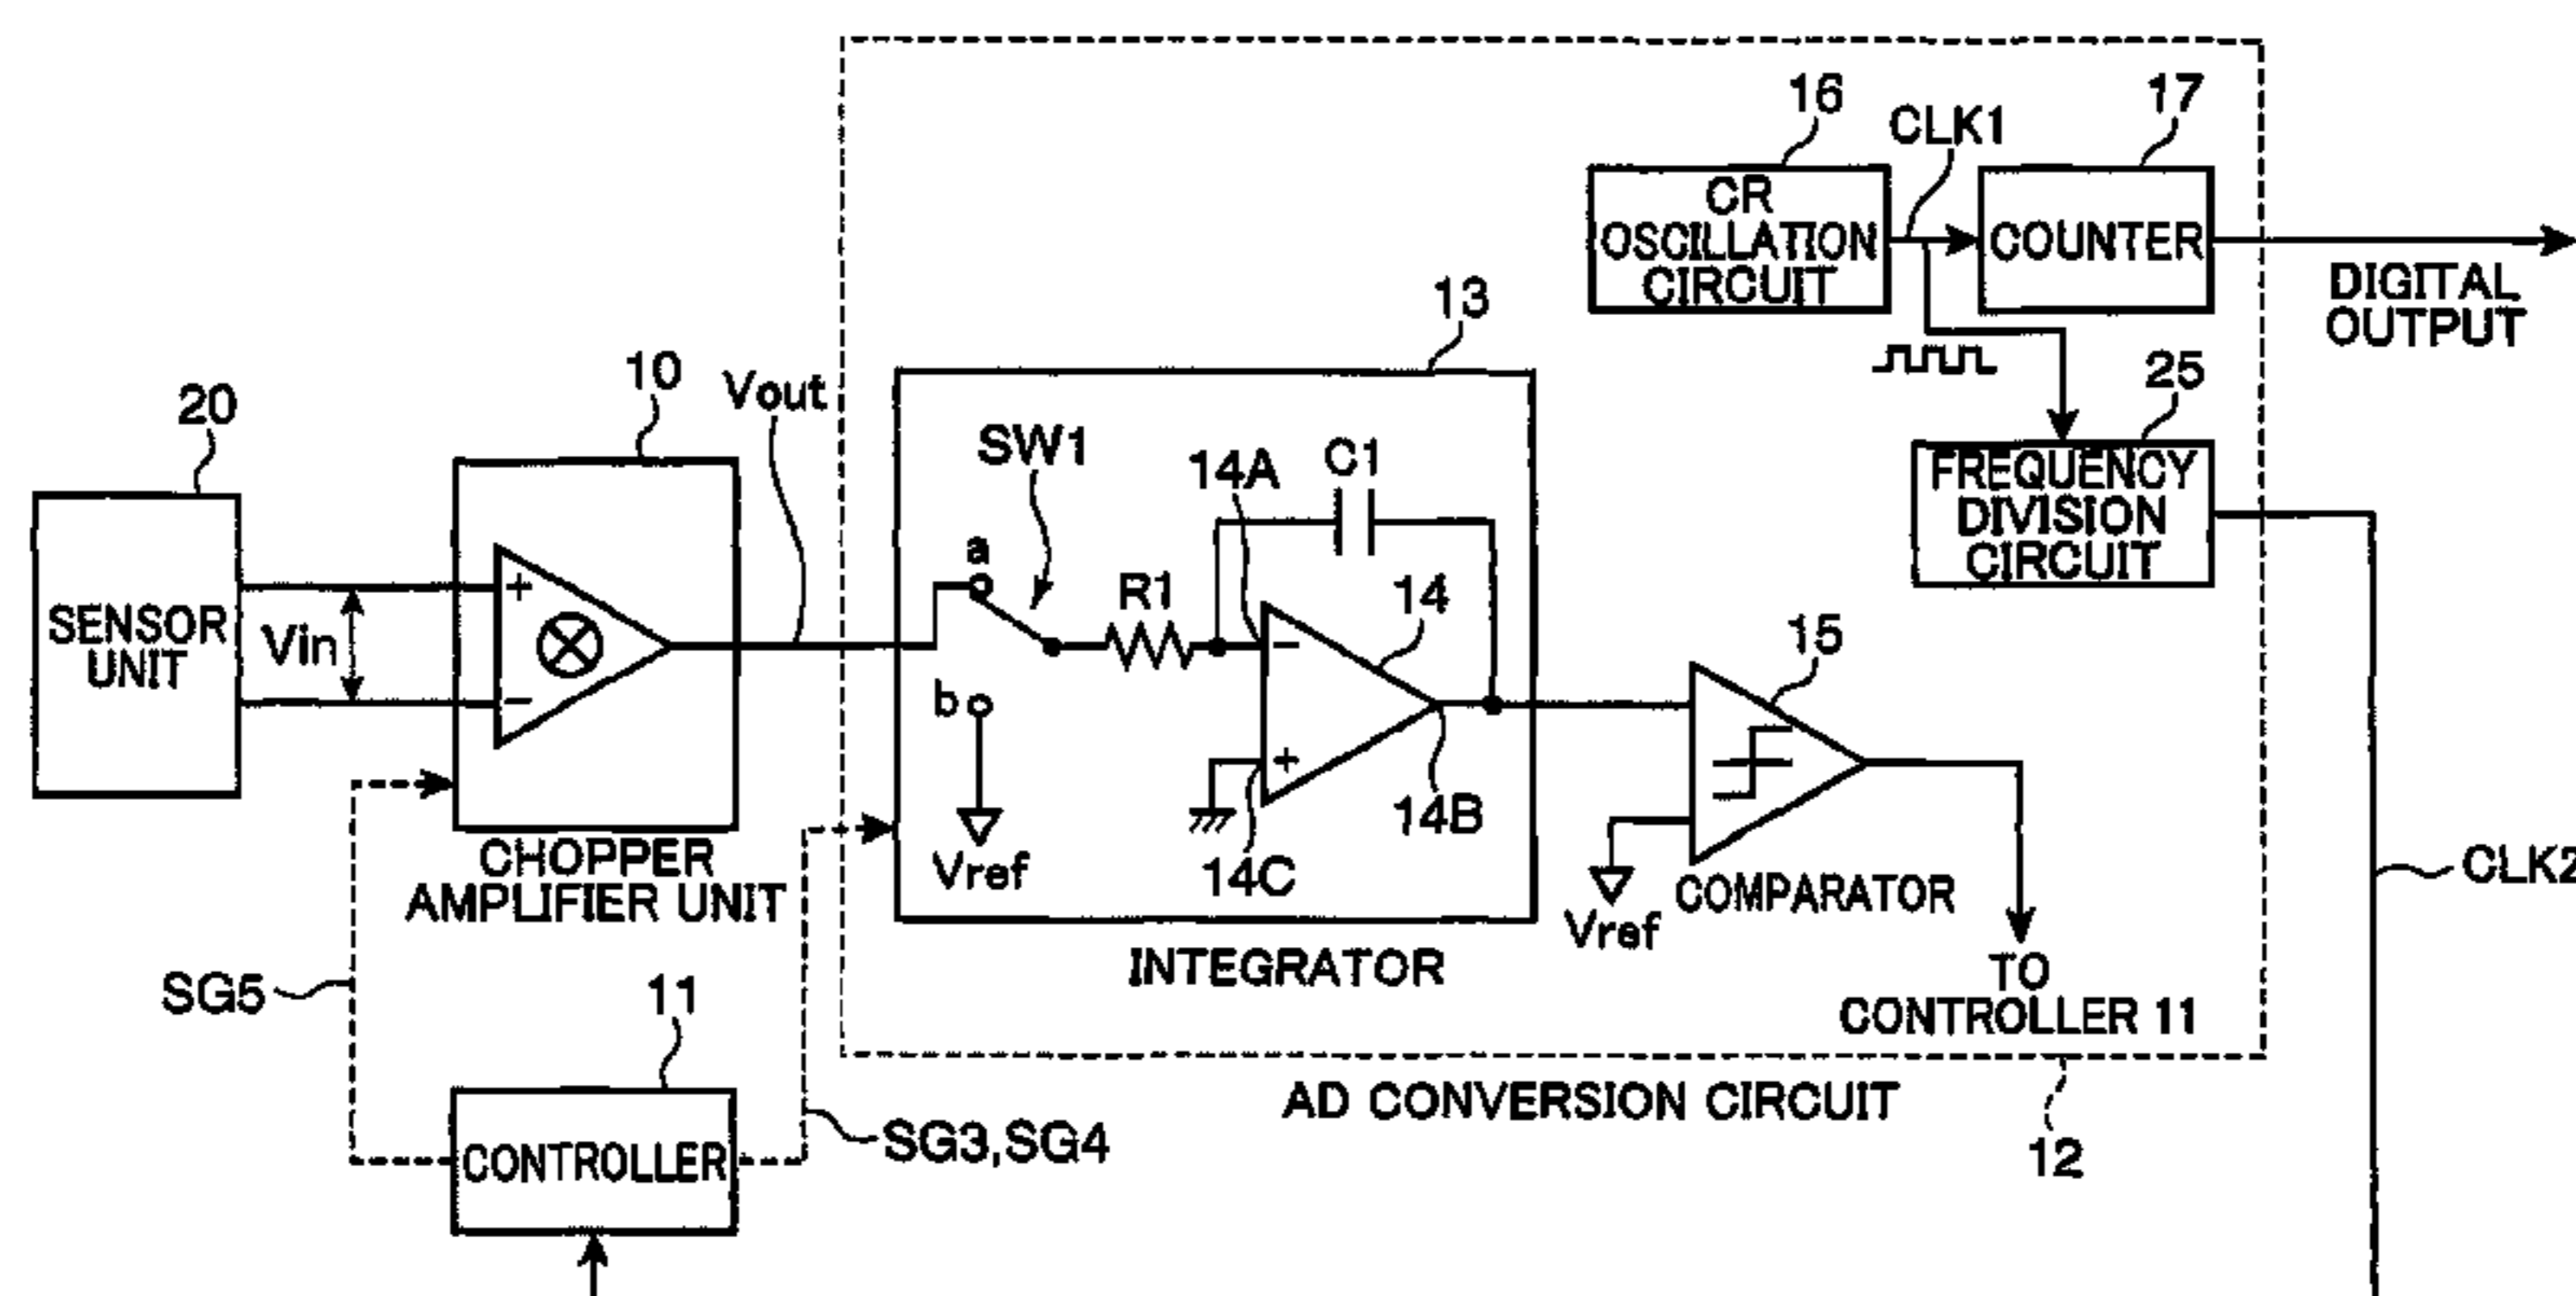 16
17
CLK1
CR
OSCILLATION
CIRCUIT
COUNTER
DIGITAL
OUTPUT
13
20
10
Vout
25
SW1
14A
C1
FREQUENCY
DIVISION
CIRCUIT
a
R1
14
SENSOR
UNIT
Vin
+
−
b
−
+
15
14B
Vref
14C
CHOPPER
AMPLIFIER UNIT
Vref
COMPARATOR
CLK2
INTEGRATOR
TO
CONTROLLER 11
SG5
11
AD CONVERSION CIRCUIT
CONTROLLER
SG3,SG4
12